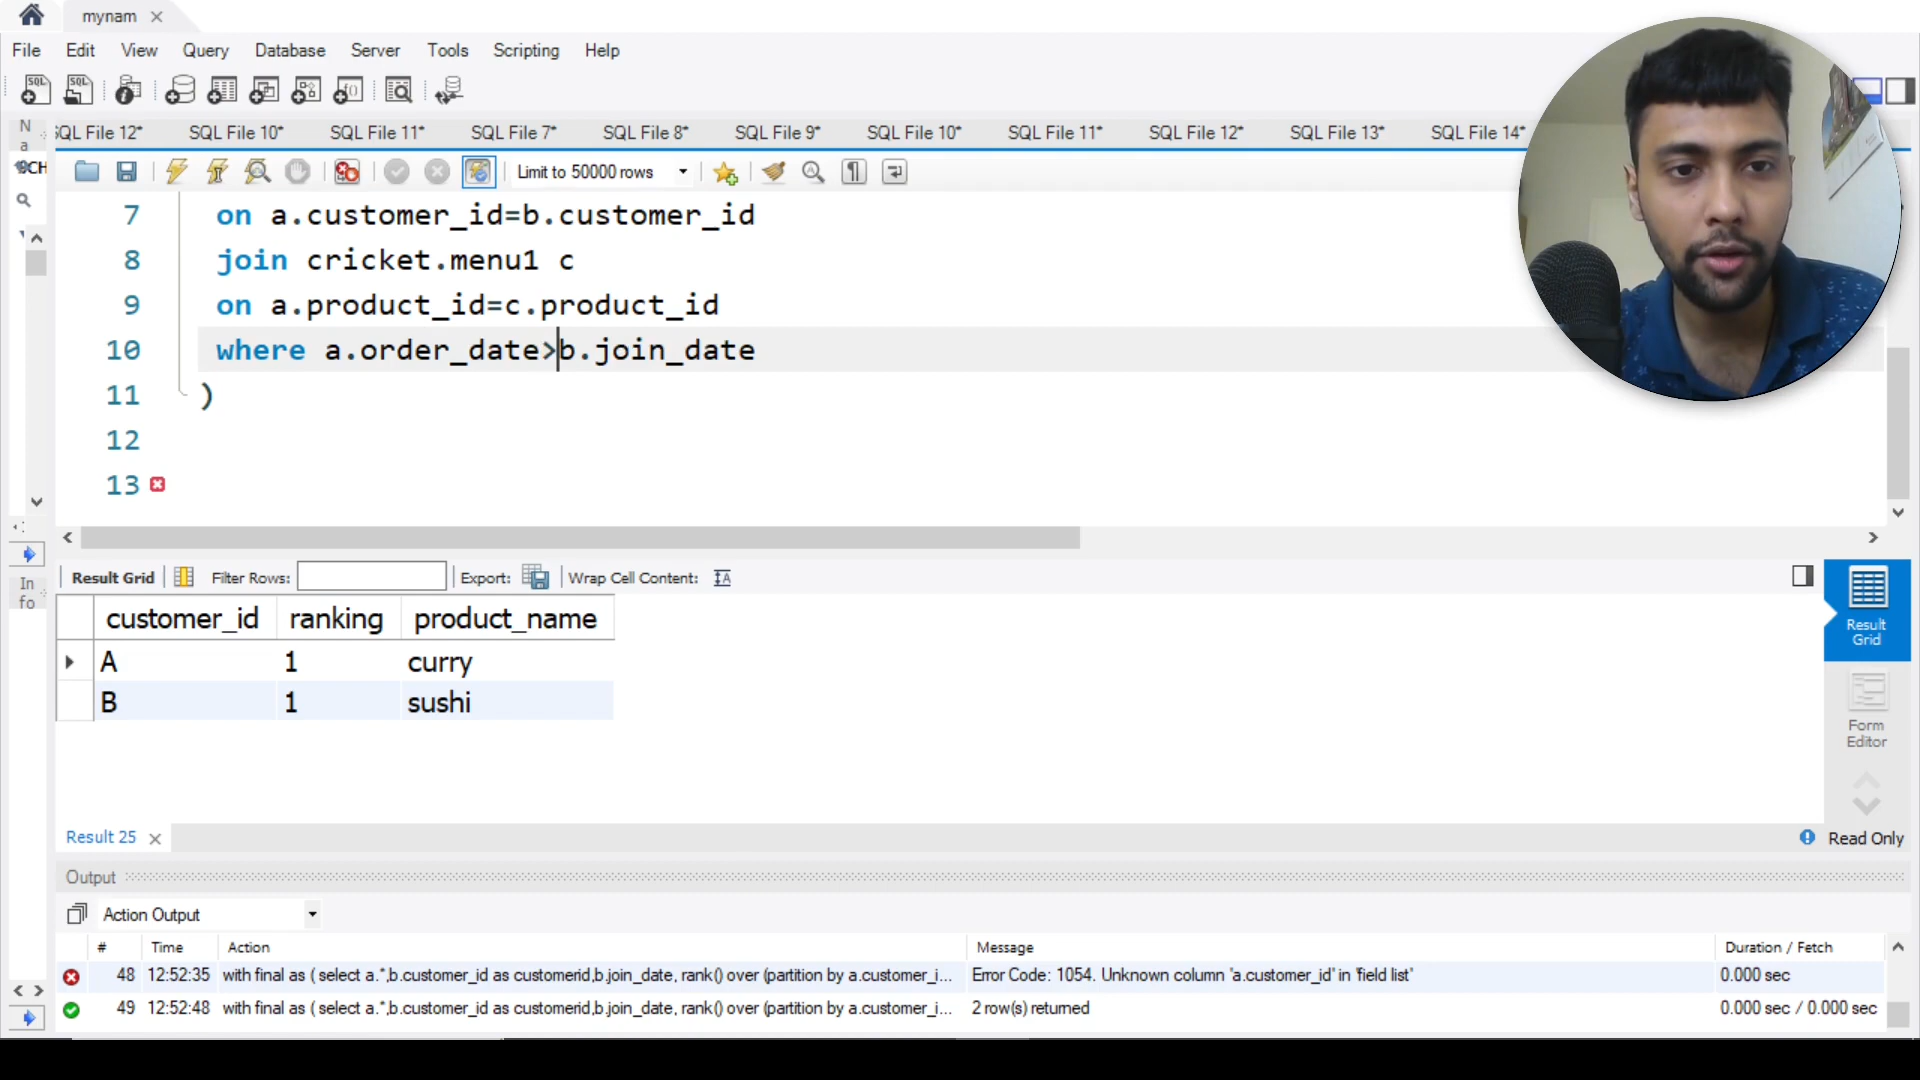 mynam
File Edit View Query Database Server Tools Scripting Help
SQL File 12* SQL File 10* SQL File 11* SQL File 7* SQL File 8* SQL File 9* SQL File 10* SQL File 11* SQL File 12* SQL File 13* SQL File 14*
Na
CH
Limit to 50000 rows
7 on a.customer_id=b.customer_id
8 join cricket.menu1 c
9 on a.product_id=c.product_id
10 where a.order_date>b.join_date
11 )
12
13
Info
Result Grid Filter Rows: Export: Wrap Cell Content:
customer_id ranking product_name
A 1 curry
B 1 sushi
Result Grid
Form Editor
Result 25 Read Only
Output
Action Output
# Time Action Message Duration / Fetch
48 12:52:35 with final as ( select a.*,b.customer_id as customerid,b.join_date, rank() over (partition by a.customer_i... Error Code: 1054. Unknown column 'a.customer_id' in 'field list' 0.000 sec
49 12:52:48 with final as ( select a.*,b.customer_id as customerid,b.join_date, rank() over (partition by a.customer_i... 2 row(s) returned 0.000 sec / 0.000 sec